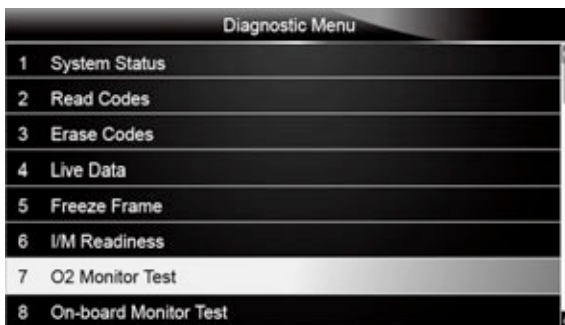 Diagnostic Menu
1 System Status
2 Read Codes
3 Erase Codes
4 Live Data
5 Freeze Frame
6 I/M Readiness
7 O2 Monitor Test
8 On-board Monitor Test